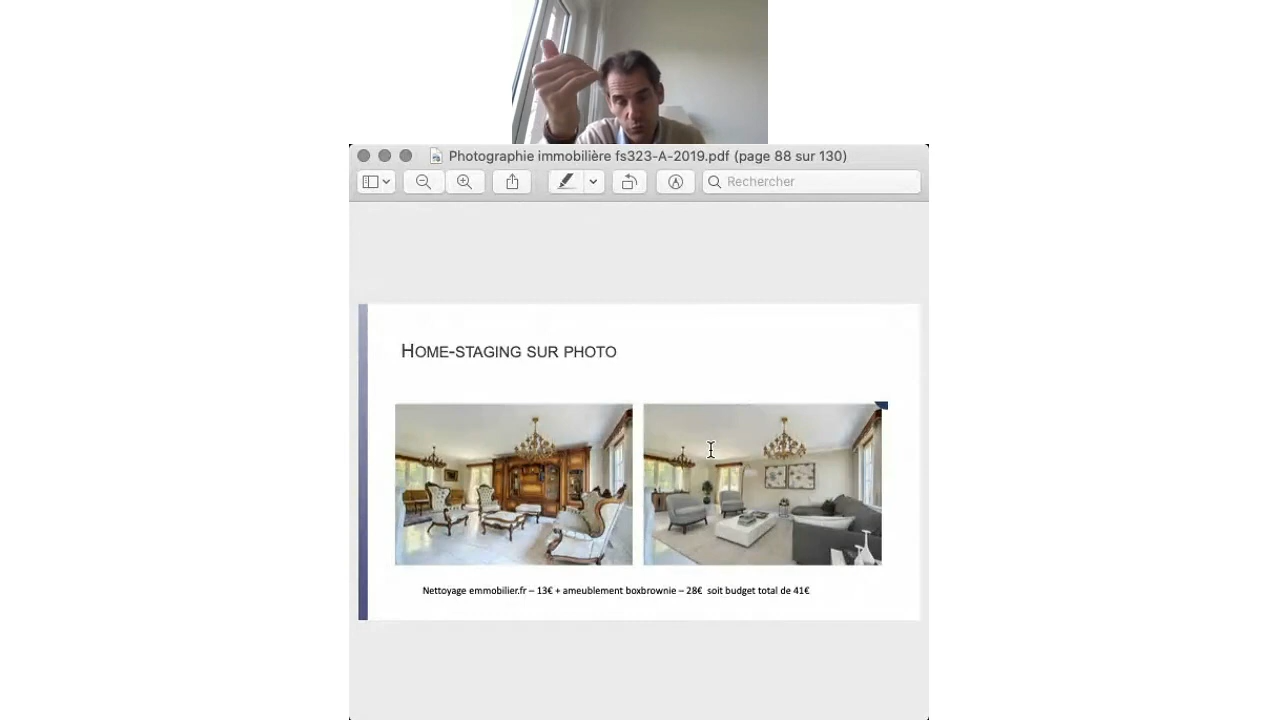 Photographie immobilière fs323-A-2019.pdf (page 88 sur 130)
Rechercher
HOME-STAGING SUR PHOTO
Nettoyage emmobilier.fr – 13€ + ameublement boxbrownie – 28€ soit budget total de 41€